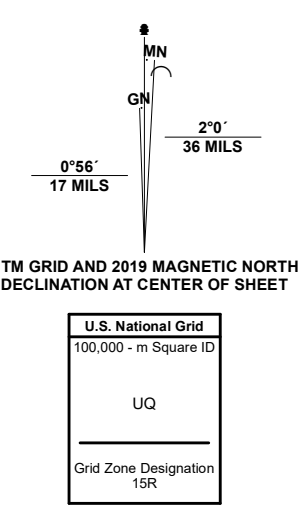 MN
GN
2°0´
36 MILS
0°56´
17 MILS
TM GRID AND 2019 MAGNETIC NORTH
DECLINATION AT CENTER OF SHEET
U.S. National Grid
100,000 - m Square ID
UQ
Grid Zone Designation
15R